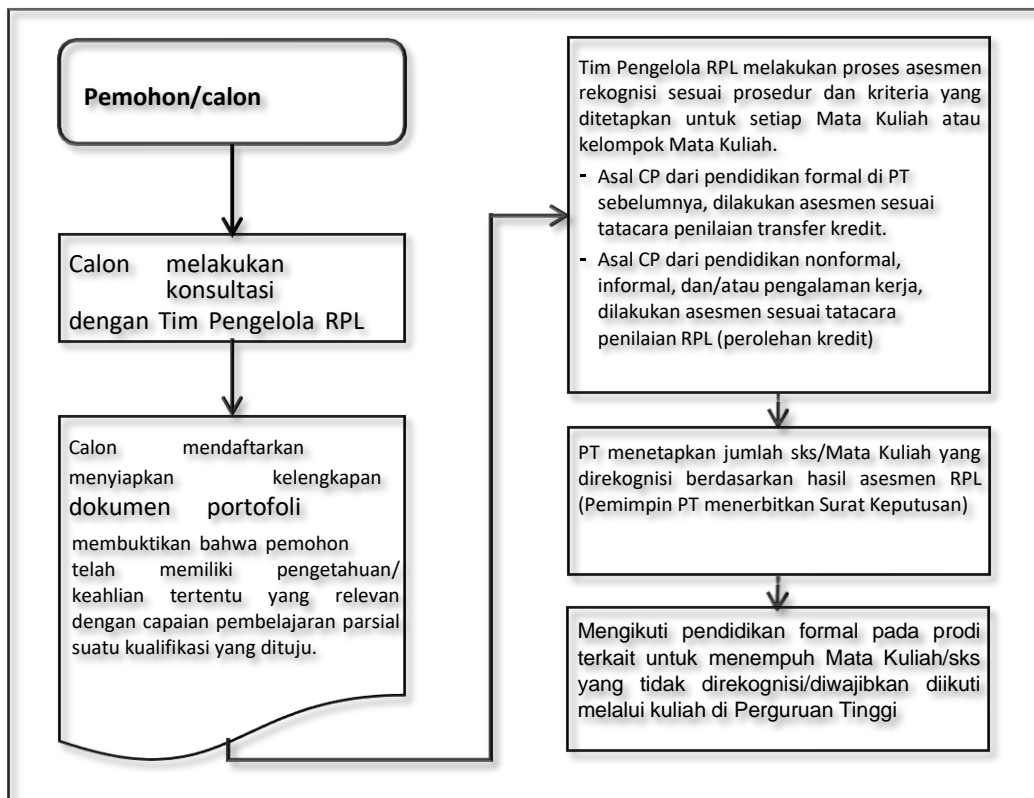 Pemohon/calon
Calon melakukan
konsultasi
dengan Tim Pengelola RPL
Calon mendaftarkan
menyiapkan kelengkapan
dokumen portofoli
membuktikan bahwa pemohon
telah memiliki pengetahuan/
keahlian tertentu yang relevan
dengan capaian pembelajaran parsial
suatu kualifikasi yang dituju.
Tim Pengelola RPL melakukan proses asesmen
rekognisi sesuai prosedur dan kriteria yang
ditetapkan untuk setiap Mata Kuliah atau
kelompok Mata Kuliah.
- Asal CP dari pendidikan formal di PT
sebelumnya, dilakukan asesmen sesuai
tatacara penilaian transfer kredit.
- Asal CP dari pendidikan nonformal,
informal, dan/atau pengalaman kerja,
dilakukan asesmen sesuai tatacara
penilaian RPL (perolehan kredit)
PT menetapkan jumlah sks/Mata Kuliah yang
direkognisi berdasarkan hasil asesmen RPL
(Pemimpin PT menerbitkan Surat Keputusan)
Mengikuti pendidikan formal pada prodi
terkait untuk menempuh Mata Kuliah/sks
yang tidak direkognisi/diwajibkan diikuti
melalui kuliah di Perguruan Tinggi